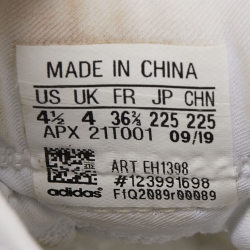 MADE IN CHINA
US UK FR JP CHN
4½ 4 36⅔ 225 225
APX 21T001 09/19
ART EH1398
#123991698
adidas F1Q2089r00089